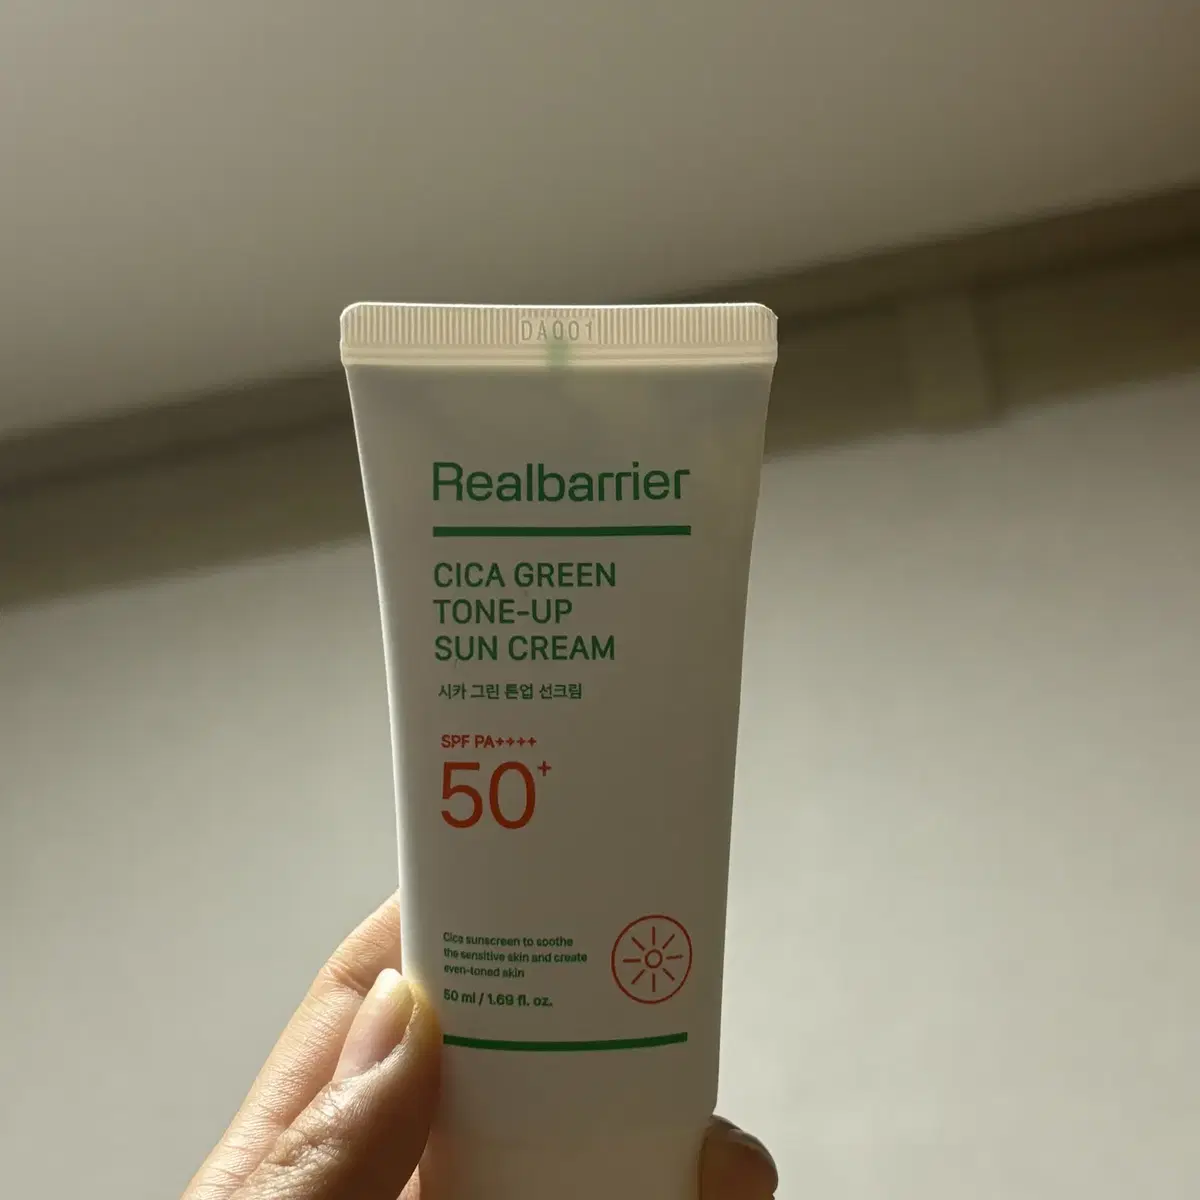 DA001
Realbarrier
CICA GREEN
TONE-UP
SUN CREAM
시카 그린 톤업 선크림
SPF PA++++
50+
Cica sunscreen to soothe
the sensitive skin and create
even-toned skin
50 ml / 1.69 fl. oz.